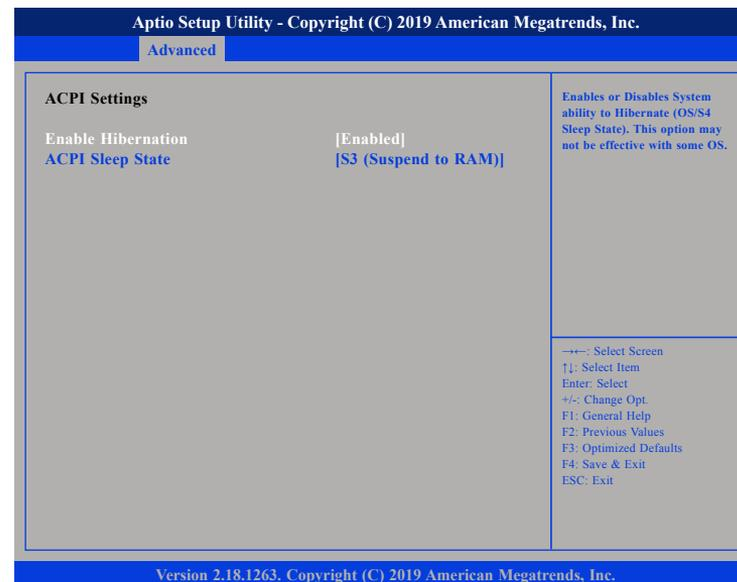 Aptio Setup Utility - Copyright (C) 2019 American Megatrends, Inc.
Advanced
ACPI Settings
Enable Hibernation [Enabled]
ACPI Sleep State [S3 (Suspend to RAM)]
Enables or Disables System
ability to Hibernate (OS/S4
Sleep State). This option may
not be effective with some OS.
→←: Select Screen
↑↓: Select Item
Enter: Select
+/-: Change Opt.
F1: General Help
F2: Previous Values
F3: Optimized Defaults
F4: Save & Exit
ESC: Exit
Version 2.18.1263. Copyright (C) 2019 American Megatrends, Inc.